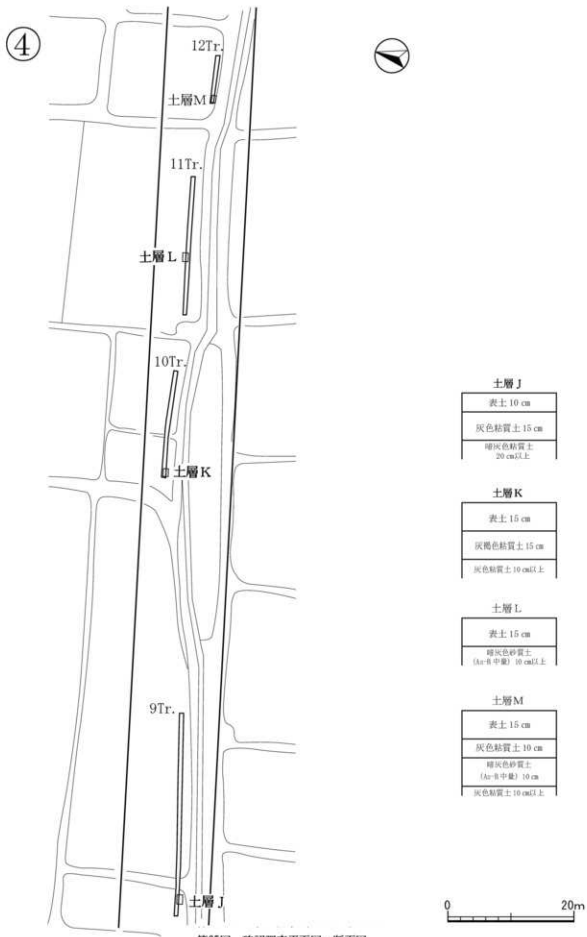 ④
12Tr.
土層M
11Tr.
土層L
10Tr.
土層K
9Tr.
土層J
土層J
表土 10 cm
灰色粘質土 15 cm
暗灰色粘質土
20 cm以上
土層K
表土 15 cm
灰褐色粘質土 15 cm
灰色粘質土 10 cm以上
土層L
表土 15 cm
暗灰色砂質土
(As-B 中量) 10 cm以上
土層M
表土 15 cm
灰色粘質土 10 cm
暗灰色砂質土
(As-B 中量) 10 cm
灰色粘質土 10 cm以上
0 20m